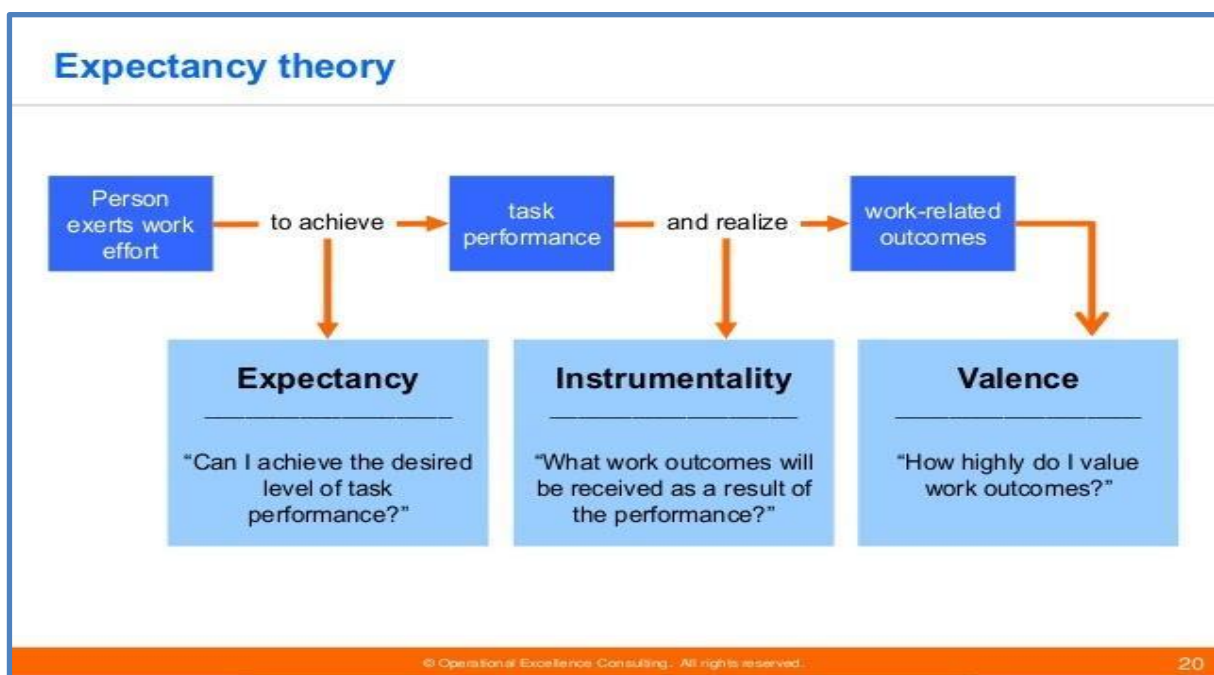 Expectancy theory
Person
exerts work
effort
to achieve
task
performance
and realize
work-related
outcomes
Expectancy
“Can I achieve the desired
level of task
performance?”
Instrumentality
“What work outcomes will
be received as a result of
the performance?”
Valence
“How highly do I value
work outcomes?”
© Operational Excellence Consulting. All rights reserved.
20